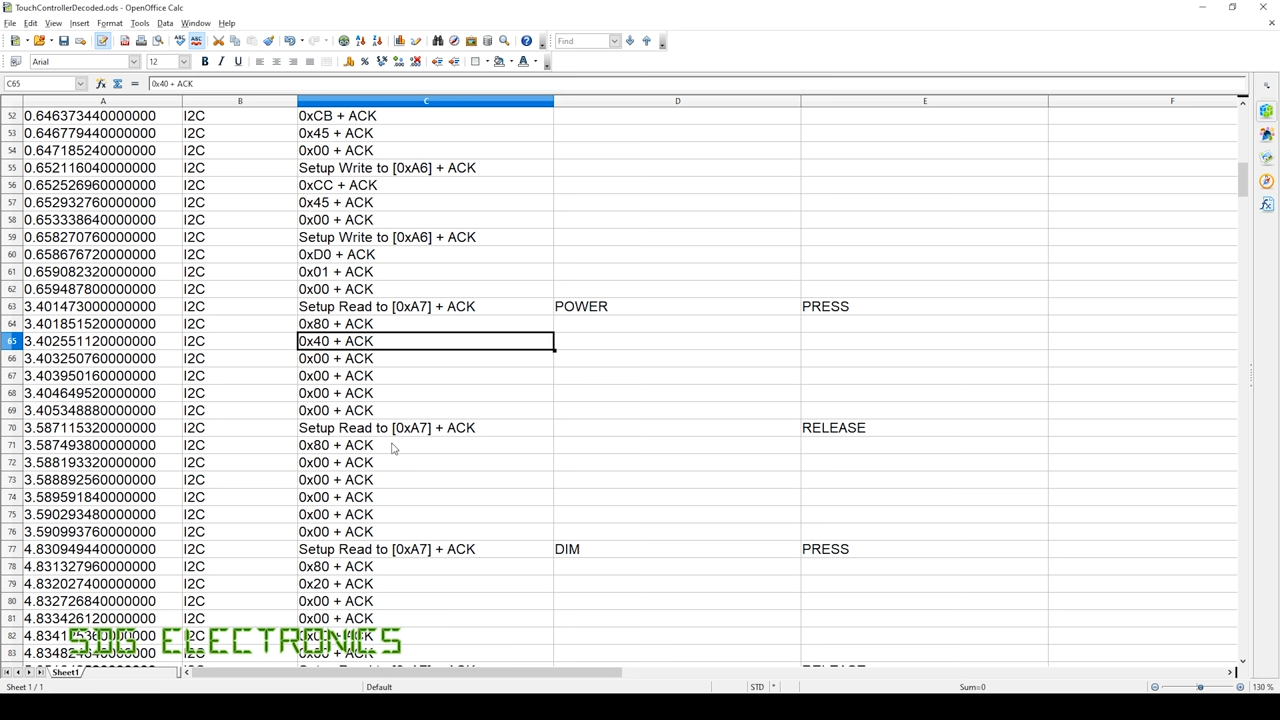 TouchControllerDecoded.ods - OpenOffice Calc
File Edit View Insert Format Tools Data Window Help
Find
Arial 12
C65 0x40 + ACK
A B C D E F
52 0.646373440000000 I2C 0xCB + ACK
53 0.646779440000000 I2C 0x45 + ACK
54 0.647185240000000 I2C 0x00 + ACK
55 0.652116040000000 I2C Setup Write to [0xA6] + ACK
56 0.652526960000000 I2C 0xCC + ACK
57 0.652932760000000 I2C 0x45 + ACK
58 0.653338640000000 I2C 0x00 + ACK
59 0.658270760000000 I2C Setup Write to [0xA6] + ACK
60 0.658676720000000 I2C 0xD0 + ACK
61 0.659082320000000 I2C 0x01 + ACK
62 0.659487800000000 I2C 0x00 + ACK
63 3.401473000000000 I2C Setup Read to [0xA7] + ACK POWER PRESS
64 3.401851520000000 I2C 0x80 + ACK
65 3.402551120000000 I2C 0x40 + ACK
66 3.403250760000000 I2C 0x00 + ACK
67 3.403950160000000 I2C 0x00 + ACK
68 3.404649520000000 I2C 0x00 + ACK
69 3.405348880000000 I2C 0x00 + ACK
70 3.587115320000000 I2C Setup Read to [0xA7] + ACK RELEASE
71 3.587493800000000 I2C 0x80 + ACK
72 3.588193320000000 I2C 0x00 + ACK
73 3.588892560000000 I2C 0x00 + ACK
74 3.589591840000000 I2C 0x00 + ACK
75 3.590293480000000 I2C 0x00 + ACK
76 3.590993760000000 I2C 0x00 + ACK
77 4.830949440000000 I2C Setup Read to [0xA7] + ACK DIM PRESS
78 4.831327960000000 I2C 0x80 + ACK
79 4.832027400000000 I2C 0x20 + ACK
80 4.832726840000000 I2C 0x00 + ACK
81 4.833426120000000 I2C 0x00 + ACK
82
SDG ELECTRONICS
83
Sheet1
Sheet 1 / 1 Default STD * Sum=0 130 %